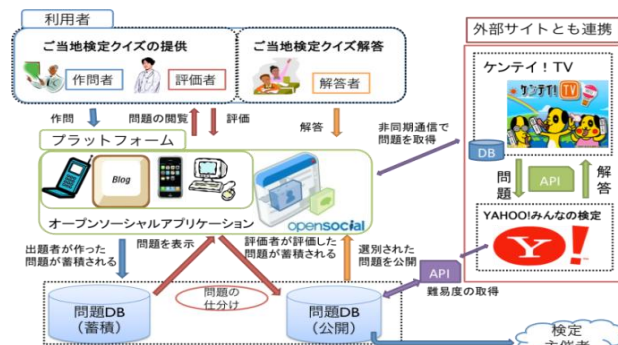 利用者
外部サイトとも連携
ご当地検定クイズの提供
ご当地検定クイズ解答
作問者
評価者
解答者
ケンテイ！TV
ケンテイ!
TV
作問
問題の閲覧
評価
解答
非同期通信で
問題を取得
DB
問題
API
解答
プラットフォーム
Blog
オープンソーシャルアプリケーション
opensocial
YAHOO!みんなの検定
Y!
出題者が作った
問題が蓄積される
問題を表示
評価者が評価した
問題が蓄積される
選別された
問題を公開
API
難易度の取得
問題の
仕分け
問題DB
（蓄積）
問題DB
（公開）
検定
主催者